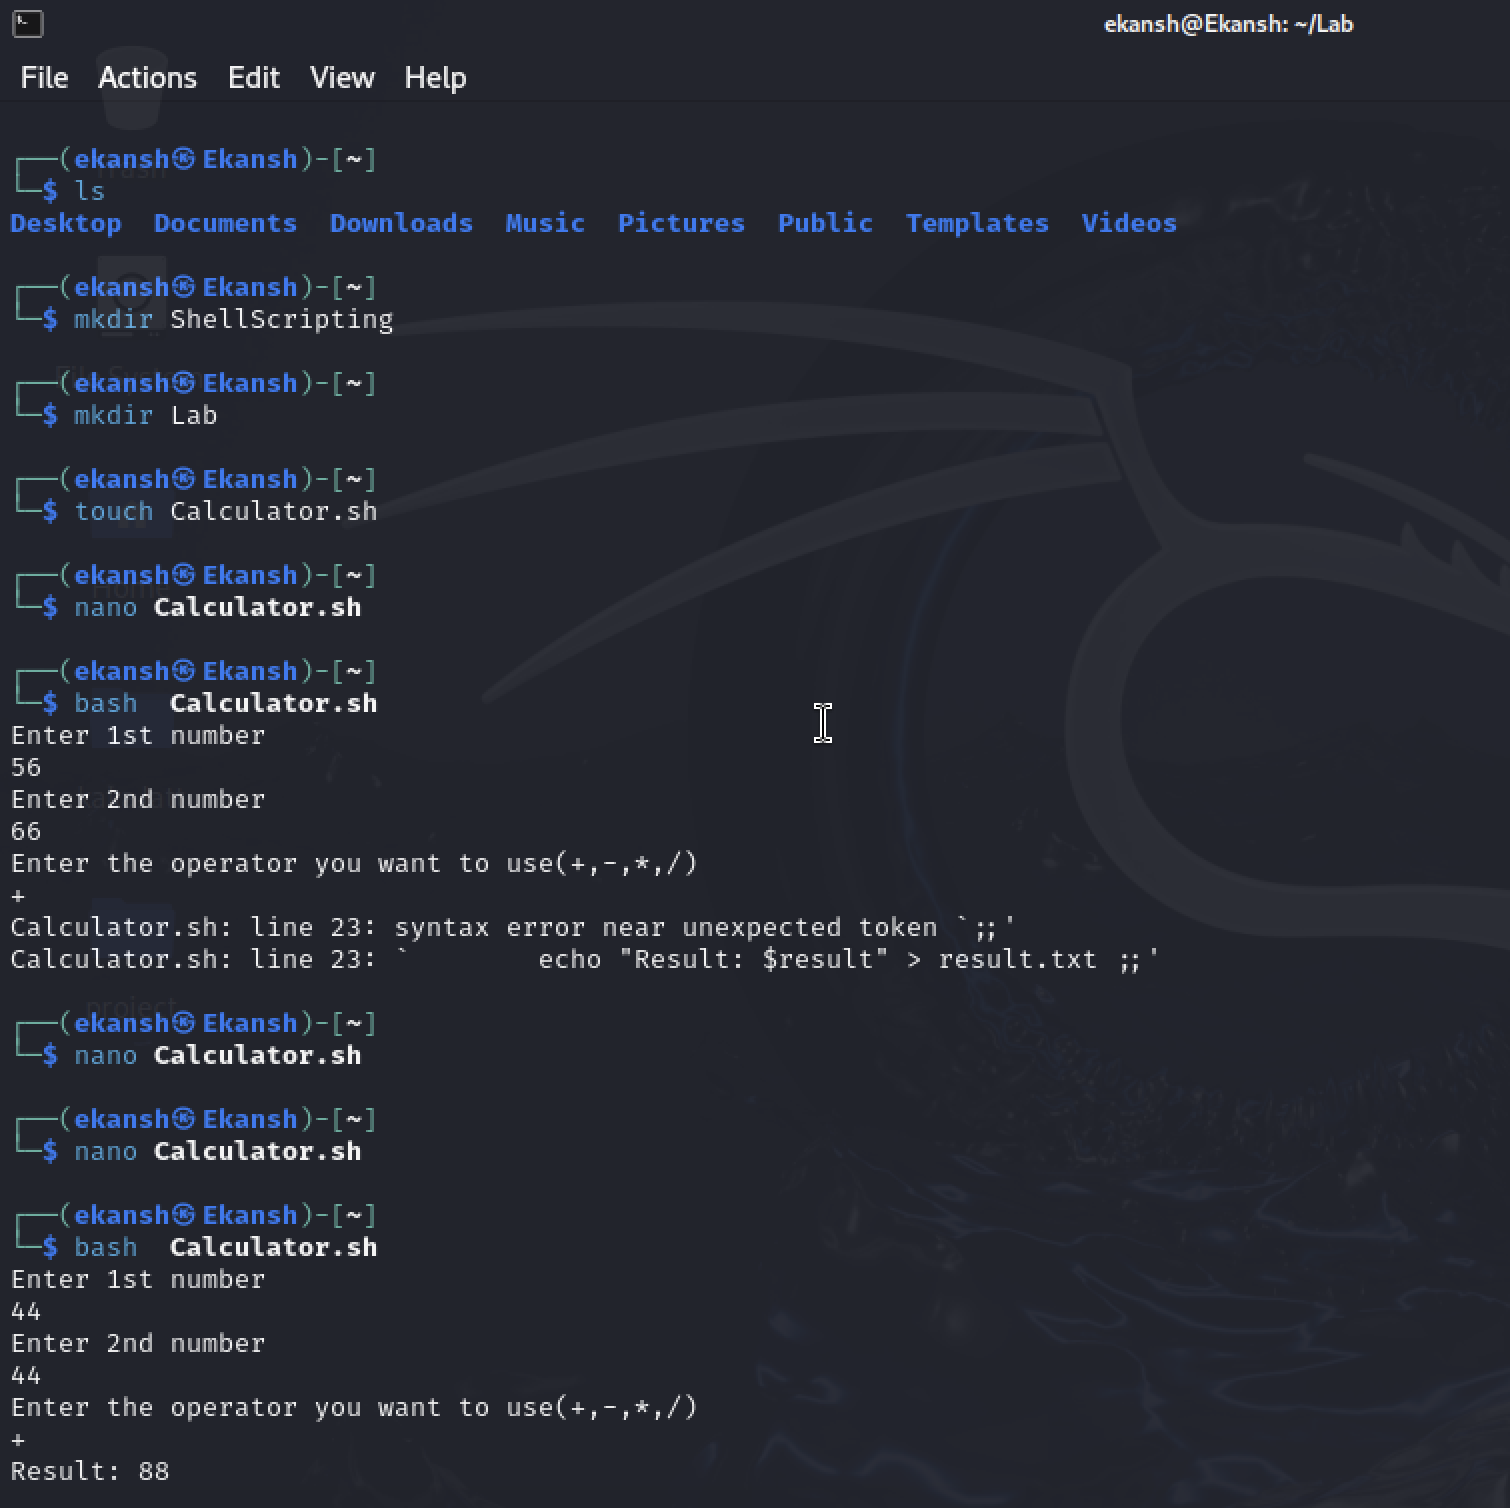 ekansh@Ekansh: ~/Lab
File Actions Edit View Help
┌──(ekansh㉿Ekansh)-[~]
└─$ ls
Desktop  Documents  Downloads  Music  Pictures  Public  Templates  Videos
┌──(ekansh㉿Ekansh)-[~]
└─$ mkdir ShellScripting
┌──(ekansh㉿Ekansh)-[~]
└─$ mkdir Lab
┌──(ekansh㉿Ekansh)-[~]
└─$ touch Calculator.sh
┌──(ekansh㉿Ekansh)-[~]
└─$ nano Calculator.sh
┌──(ekansh㉿Ekansh)-[~]
└─$ bash  Calculator.sh
Enter 1st number
56
Enter 2nd number
66
Enter the operator you want to use(+,-,*,/)
+
Calculator.sh: line 23: syntax error near unexpected token `;;'
Calculator.sh: line 23: `        echo "Result: $result" > result.txt ;;'
┌──(ekansh㉿Ekansh)-[~]
└─$ nano Calculator.sh
┌──(ekansh㉿Ekansh)-[~]
└─$ nano Calculator.sh
┌──(ekansh㉿Ekansh)-[~]
└─$ bash  Calculator.sh
Enter 1st number
44
Enter 2nd number
44
Enter the operator you want to use(+,-,*,/)
+
Result: 88